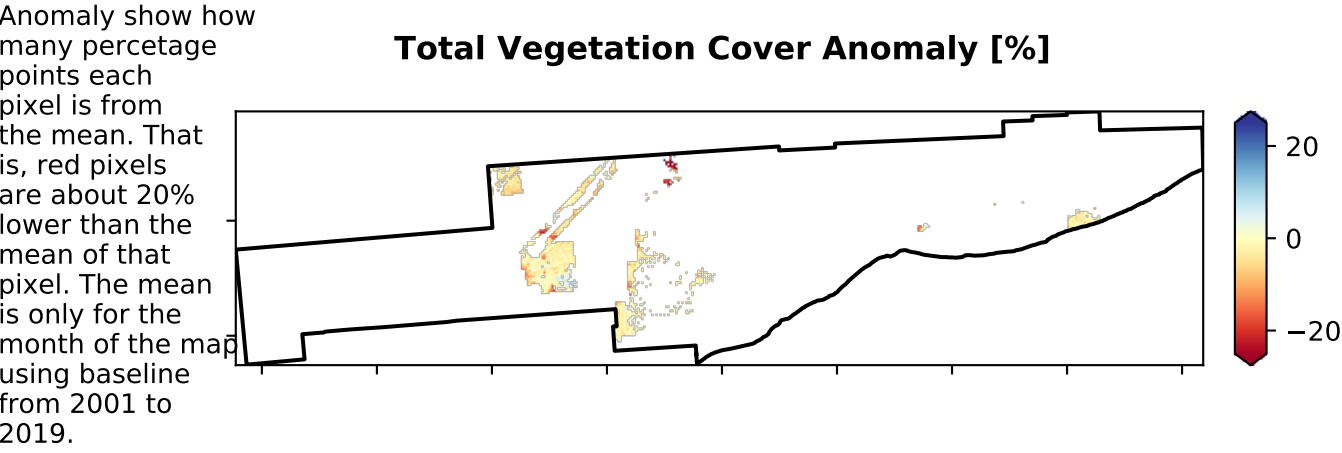 Anomaly show how
many percetage
points each
pixel is from
the mean. That
is, red pixels
are about 20%
lower than the
mean of that
pixel. The mean
is only for the
month of the map
using baseline
from 2001 to
2019.
Total Vegetation Cover Anomaly [%]
20
0
−20